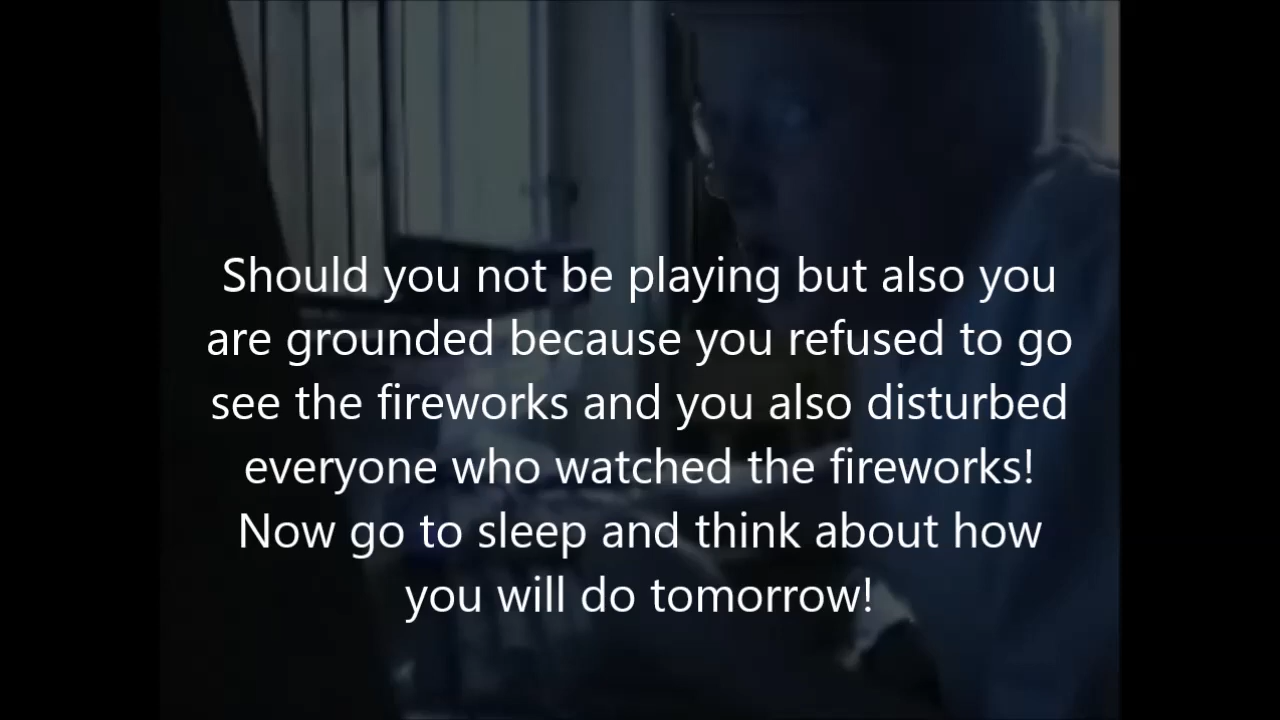 Should you not be playing but also you
are grounded because you refused to go
see the fireworks and you also disturbed
everyone who watched the fireworks!
Now go to sleep and think about how
you will do tomorrow!